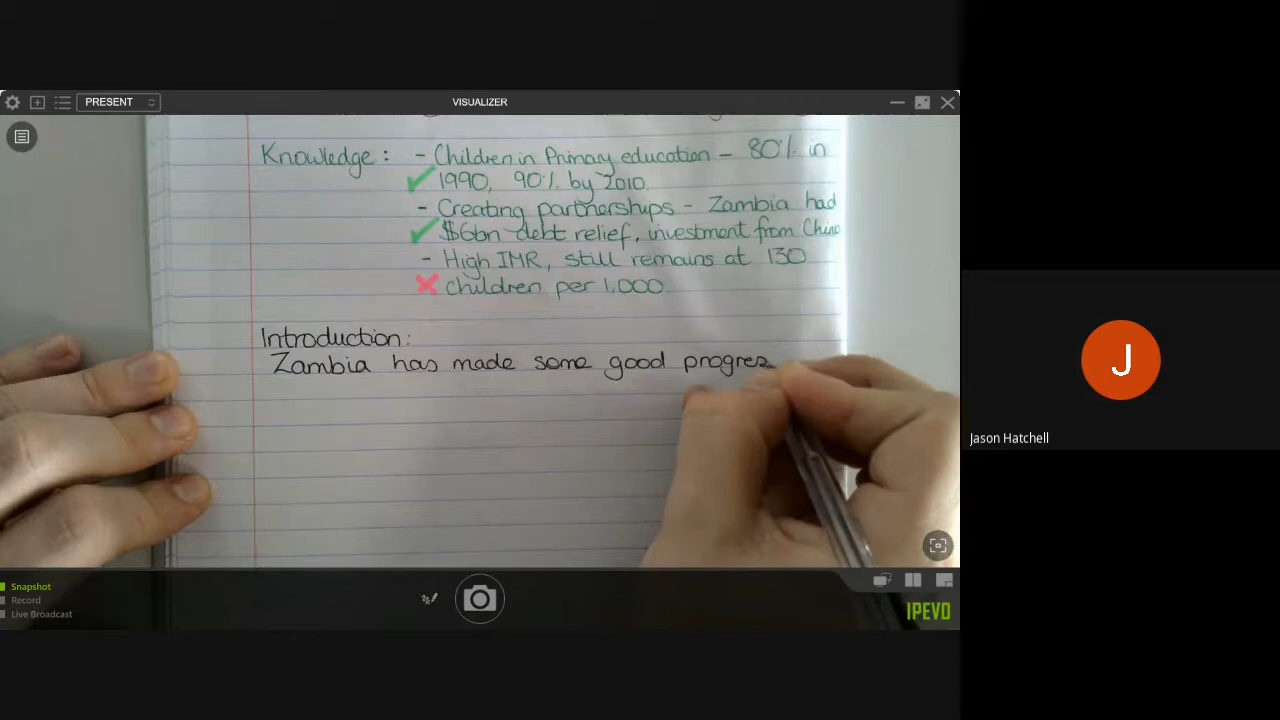 PRESENT
VISUALIZER
Knowledge : - Children in Primary education - 80% in
1990, 90% by 2010.
- Creating partnerships - Zambia had
$6bn debt relief, investment from China
- High IMR, still remains at 130
children per 1,000.
Introduction:
Zambia has made some good progres
J
Jason Hatchell
Snapshot
Record
Live Broadcast
IPEVO